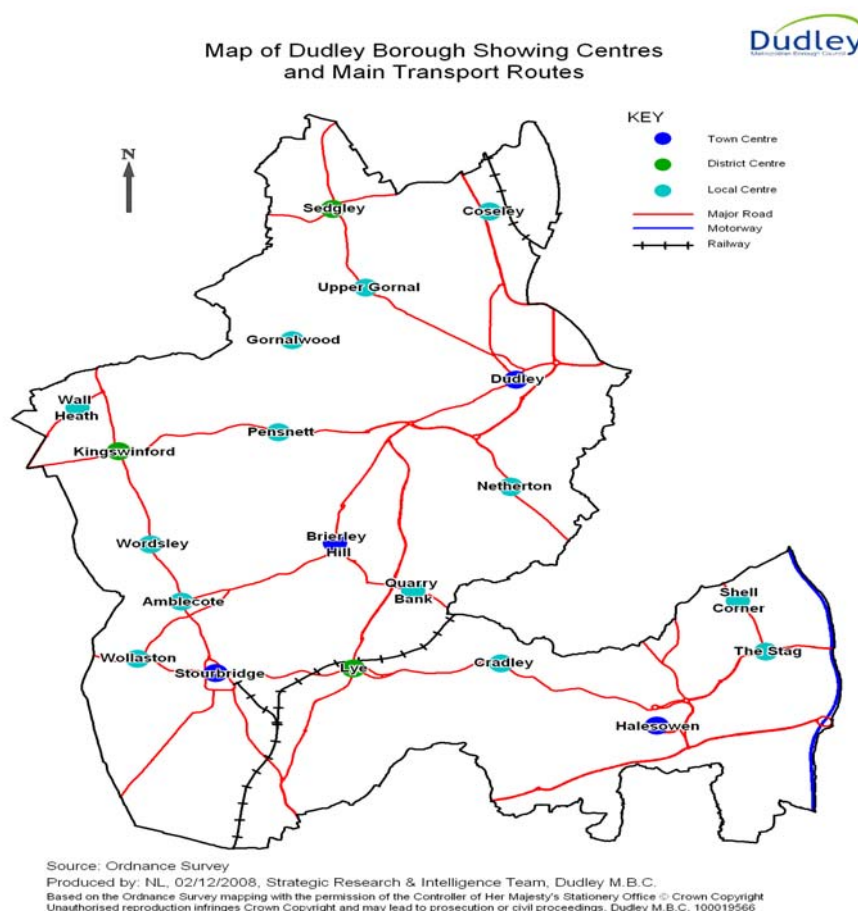 Dudley
Metropolitan Borough Council
Map of Dudley Borough Showing Centres
and Main Transport Routes
KEY
Town Centre
District Centre
Local Centre
Major Road
Motorway
Railway
N
Sedgley
Coseley
Upper Gornal
Gornalwood
Dudley
Wall
Heath
Pensnett
Kingswinford
Netherton
Brierley
Hill
Wordsley
Quarry
Bank
Amblecote
Shell
Corner
Wollaston
Stourbridge
Lye
Cradley
The Stag
Halesowen
Source: Ordnance Survey
Produced by: NL, 02/12/2008, Strategic Research & Intelligence Team, Dudley M.B.C.
Based on the Ordnance Survey mapping with the permission of the Controller of Her Majesty's Stationery Office © Crown Copyright
Unauthorised reproduction infringes Crown Copyright and may lead to prosecution or civil proceedings. Dudley M.B.C. 100019566